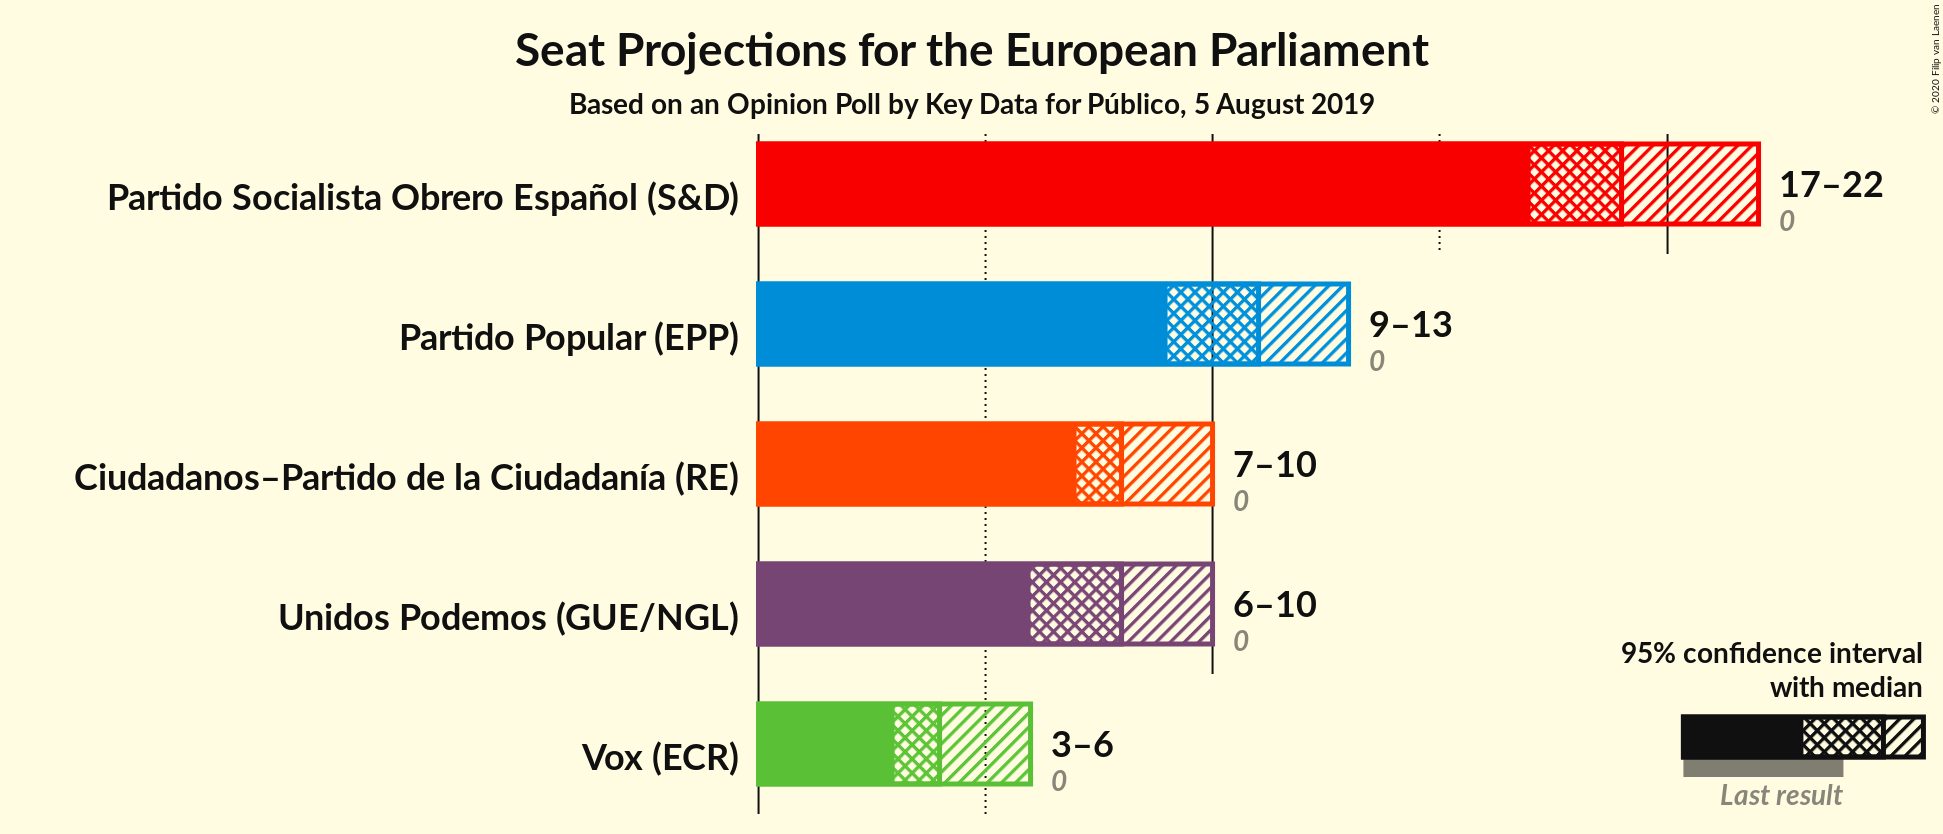 Seat Projections for the European Parliament
Based on an Opinion Poll by Key Data for Público, 5 August 2019
© 2020 Filip van Laenen
Partido Socialista Obrero Español (S&D)
17–22
0
Partido Popular (EPP)
9–13
0
Ciudadanos–Partido de la Ciudadanía (RE)
7–10
0
Unidos Podemos (GUE/NGL)
6–10
0
Vox (ECR)
3–6
0
95% confidence interval
with median
Last result